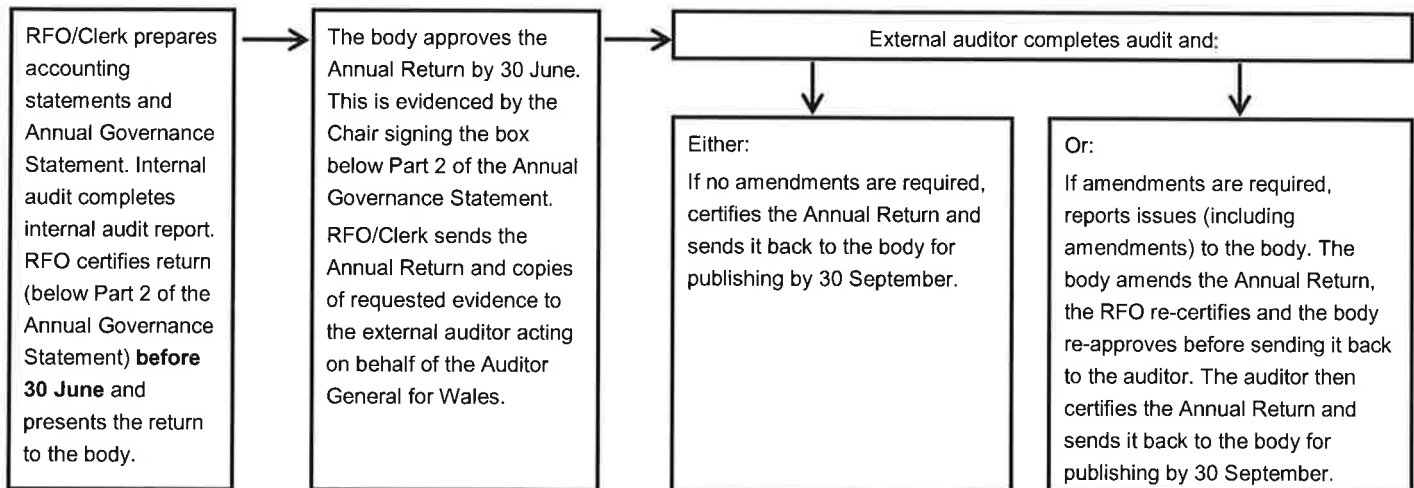 RFO/Clerk prepares
accounting
statements and
Annual Governance
Statement. Internal
audit completes
internal audit report.
RFO certifies return
(below Part 2 of the
Annual Governance
Statement) before
30 June and
presents the return
to the body.
The body approves the
Annual Return by 30 June.
This is evidenced by the
Chair signing the box
below Part 2 of the Annual
Governance Statement.
RFO/Clerk sends the
Annual Return and copies
of requested evidence to
the external auditor acting
on behalf of the Auditor
General for Wales.
External auditor completes audit and:
Either:
If no amendments are required,
certifies the Annual Return and
sends it back to the body for
publishing by 30 September.
Or:
If amendments are required,
reports issues (including
amendments) to the body. The
body amends the Annual Return,
the RFO re-certifies and the body
re-approves before sending it back
to the auditor. The auditor then
certifies the Annual Return and
sends it back to the body for
publishing by 30 September.